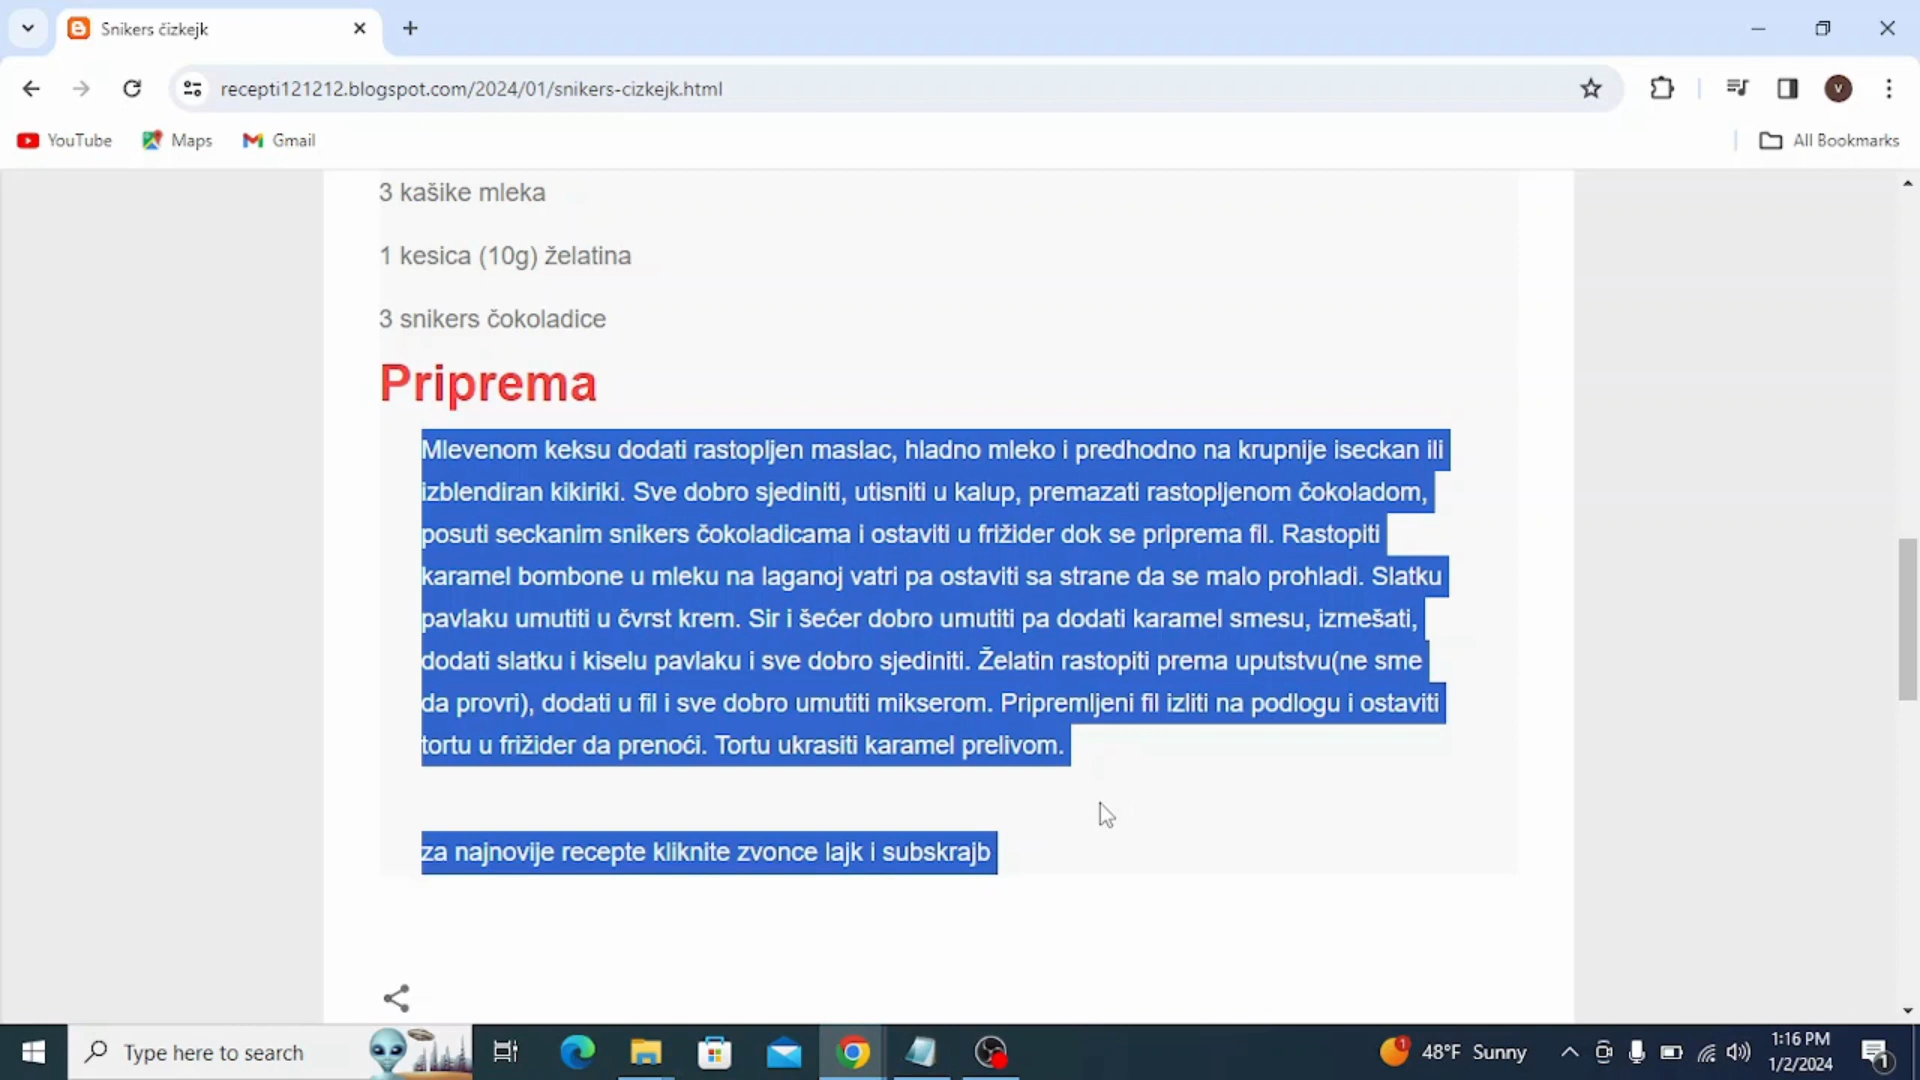 Snikers čizkejk
recepti121212.blogspot.com/2024/01/snikers-cizkejk.html
V
YouTube
Maps
Gmail
All Bookmarks
3 kašike mleka
1 kesica (10g) želatina
3 snikers čokoladice
Priprema
Mlevenom keksu dodati rastopljen maslac, hladno mleko i predhodno na krupnije iseckan ili
izblendiran kikiriki. Sve dobro sjediniti, utisniti u kalup, premazati rastopljenom čokoladom,
posuti seckanim snikers čokoladicama i ostaviti u frižider dok se priprema fil. Rastopiti
karamel bombone u mleku na laganoj vatri pa ostaviti sa strane da se malo prohladi. Slatku
pavlaku umutiti u čvrst krem. Sir i šećer dobro umutiti pa dodati karamel smesu, izmešati,
dodati slatku i kiselu pavlaku i sve dobro sjediniti. Želatin rastopiti prema uputstvu(ne sme
da provri), dodati u fil i sve dobro umutiti mikserom. Pripremljeni fil izliti na podlogu i ostaviti
tortu u frižider da prenoći. Tortu ukrasiti karamel prelivom.
za najnovije recepte kliknite zvonce lajk i subskrajb
Type here to search
1
48°F Sunny
1:16 PM
1/2/2024
1